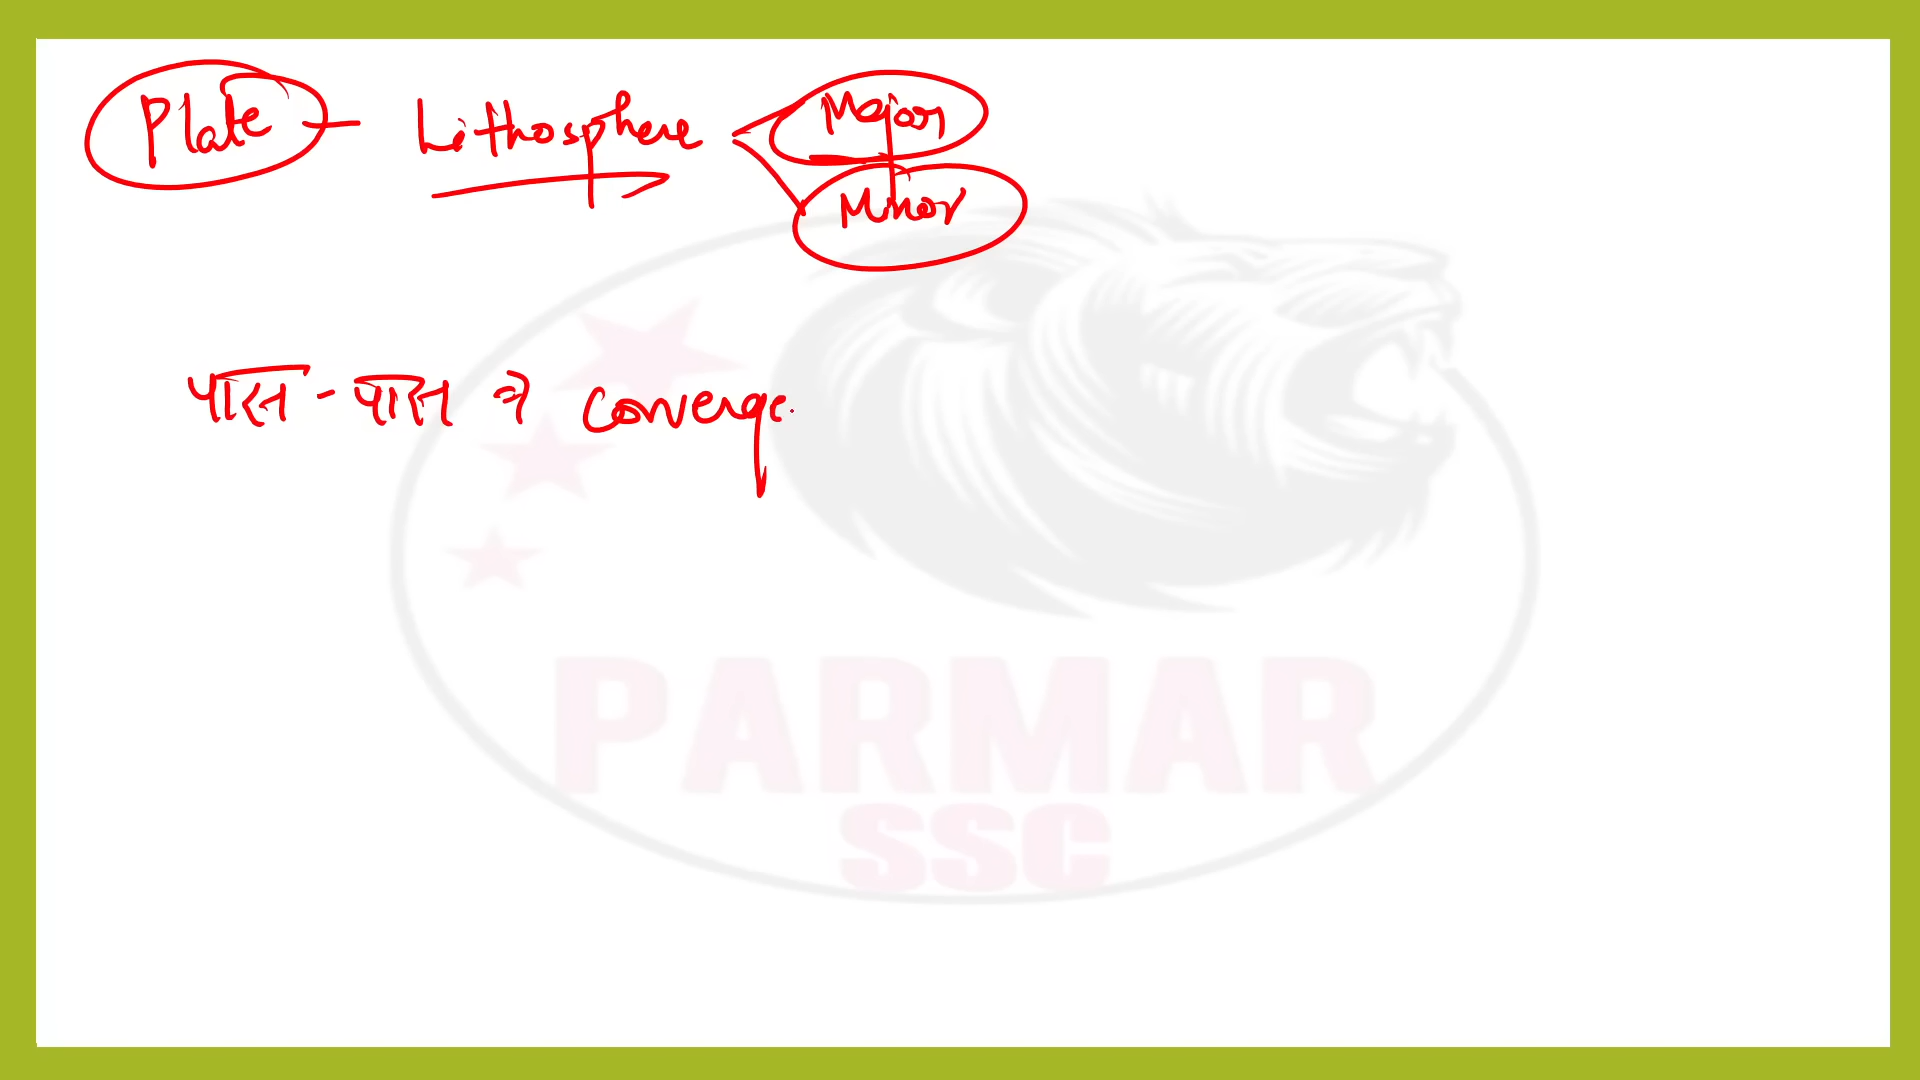 Plate - Lithosphere Major
Minor
पास - पास converge.
PARMAR
SSC